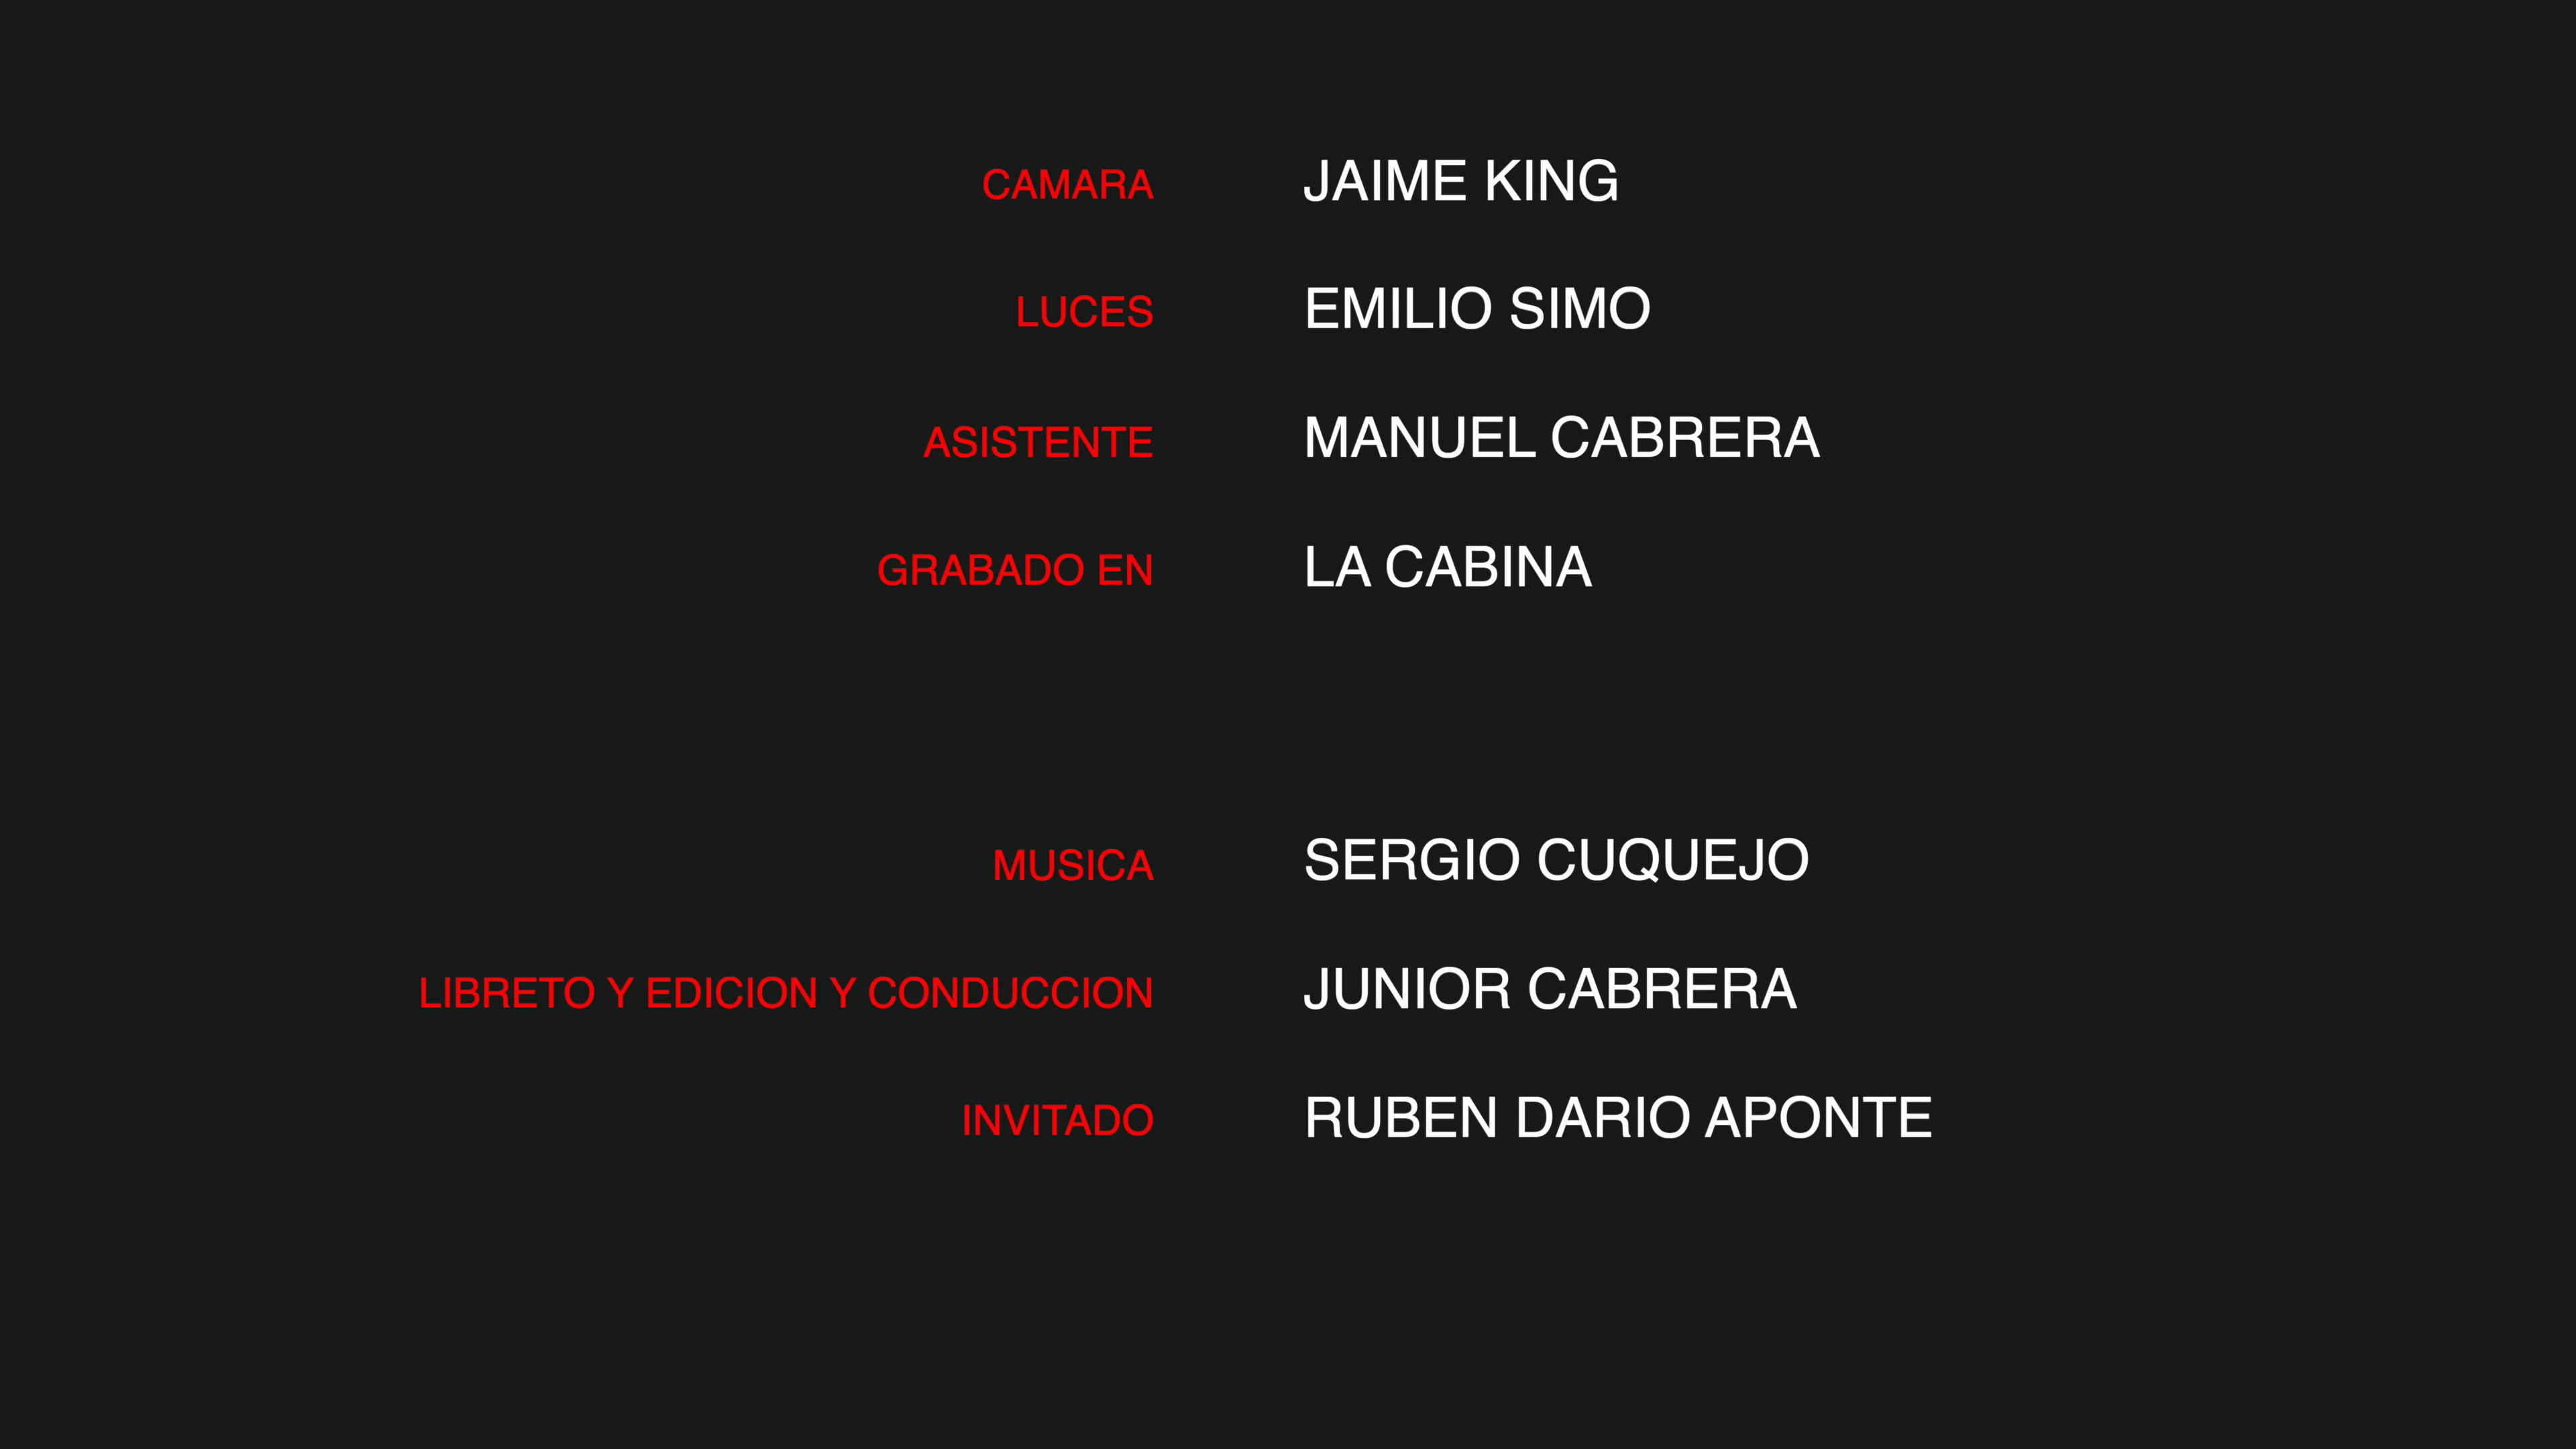 CAMARA JAIME KING
LUCES EMILIO SIMO
ASISTENTE MANUEL CABRERA
GRABADO EN LA CABINA
MUSICA SERGIO CUQUEJO
LIBRETO Y EDICION Y CONDUCCION JUNIOR CABRERA
INVITADO RUBEN DARIO APONTE